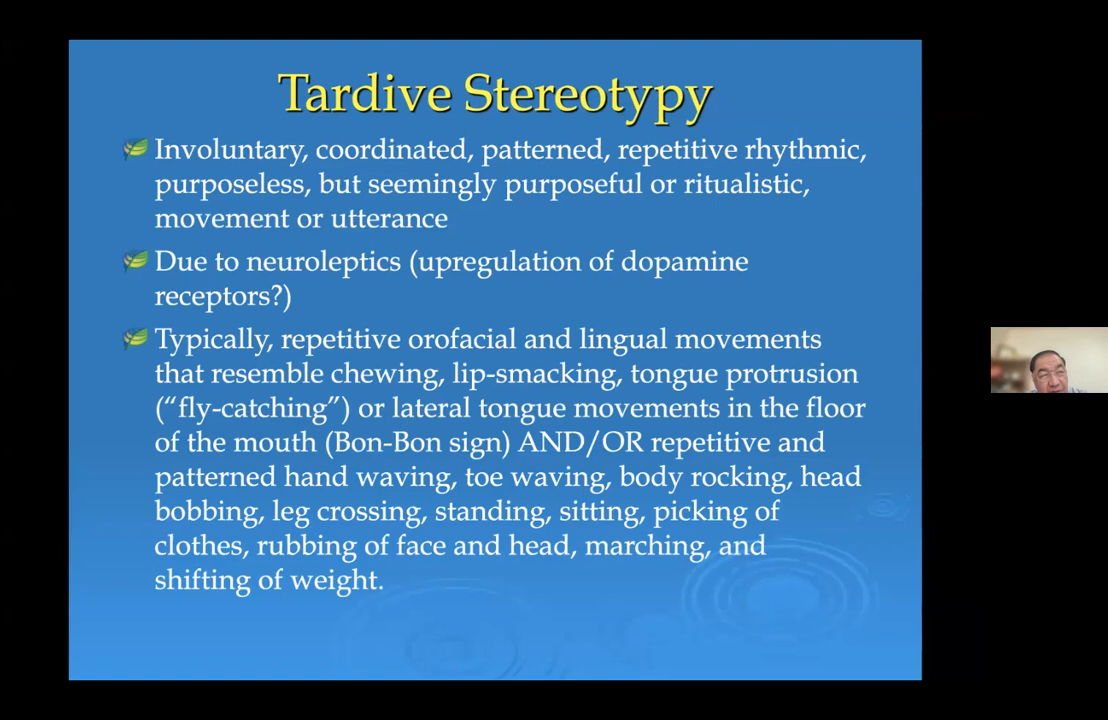 Tardive Stereotypy
Involuntary, coordinated, patterned, repetitive rhythmic,
purposeless, but seemingly purposeful or ritualistic,
movement or utterance
Due to neuroleptics (upregulation of dopamine
receptors?)
Typically, repetitive orofacial and lingual movements
that resemble chewing, lip-smacking, tongue protrusion
(“fly-catching”) or lateral tongue movements in the floor
of the mouth (Bon-Bon sign) AND/OR repetitive and
patterned hand waving, toe waving, body rocking, head
bobbing, leg crossing, standing, sitting, picking of
clothes, rubbing of face and head, marching, and
shifting of weight.